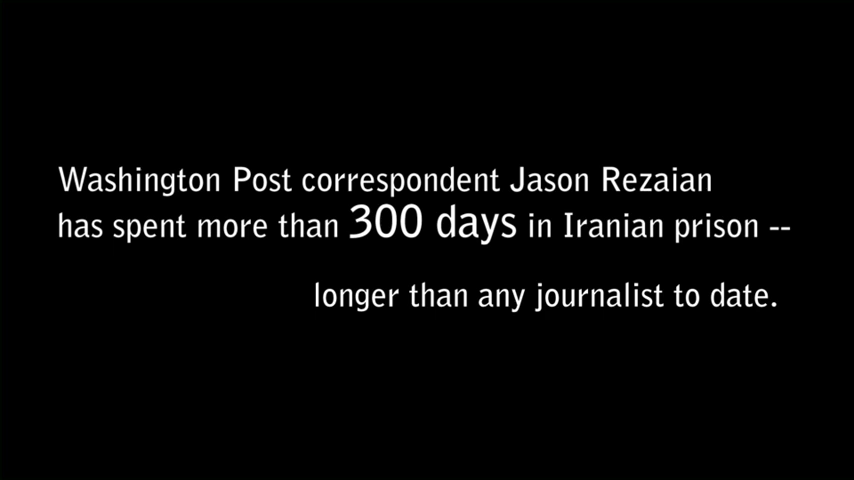 Washington Post correspondent Jason Rezaian
has spent more than 300 days in Iranian prison --
longer than any journalist to date.